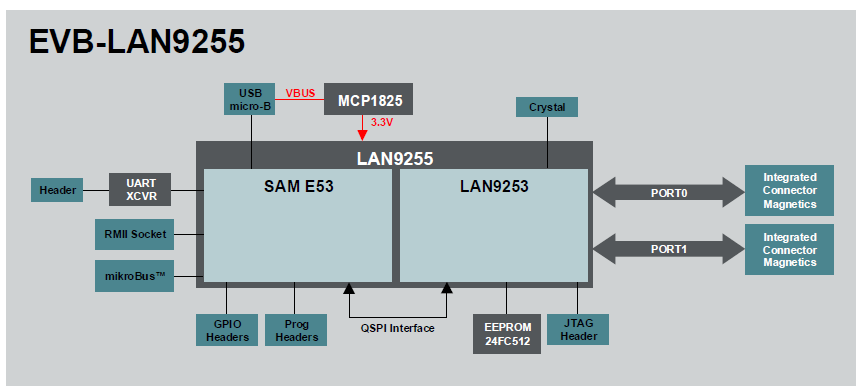 EVB-LAN9255
USB
micro-B
VBUS
MCP1825
3.3V
Crystal
LAN9255
SAM E53
LAN9253
Header
UART
XCVR
RMII Socket
mikroBus™
PORT0
Integrated
Connector
Magnetics
PORT1
Integrated
Connector
Magnetics
GPIO
Headers
Prog
Headers
QSPI Interface
EEPROM
24FC512
JTAG
Header